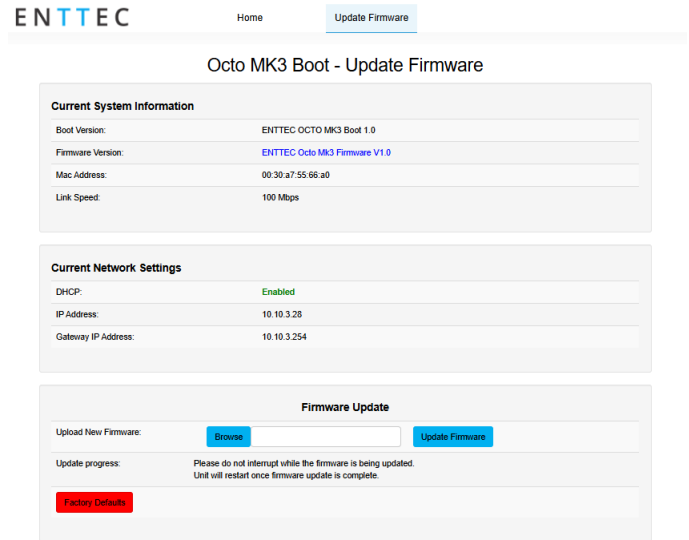 ENTTEC
Home
Update Firmware
Octo MK3 Boot - Update Firmware
Current System Information
Boot Version: ENTTEC OCTO MK3 Boot 1.0
Firmware Version: ENTTEC Octo Mk3 Firmware V1.0
Mac Address: 00:30:a7:55:66:a0
Link Speed: 100 Mbps
Current Network Settings
DHCP: Enabled
IP Address: 10.10.3.28
Gateway IP Address: 10.10.3.254
Firmware Update
Upload New Firmware: Browse Update Firmware
Update progress: Please do not interrupt while the firmware is being updated.
Unit will restart once firmware update is complete.
Factory Defaults